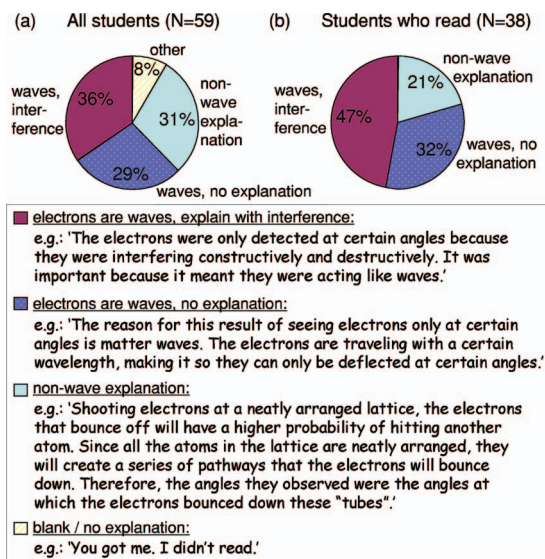 (a) All students (N=59)
(b) Students who read (N=38)
other
8%
waves,
inter-
ference
36%
non-
wave
expla-
nation
31%
29%
waves, no explanation
non-wave
explanation
21%
waves,
inter-
ference
47%
32%
waves, no
explanation
electrons are waves, explain with interference:
e.g.: 'The electrons were only detected at certain angles because
they were interfering constructively and destructively. It was
important because it meant they were acting like waves.'
electrons are waves, no explanation:
e.g.: 'The reason for this result of seeing electrons only at certain
angles is matter waves. The electrons are traveling with a certain
wavelength, making it so they can only be deflected at certain angles.'
non-wave explanation:
e.g.: 'Shooting electrons at a neatly arranged lattice, the electrons
that bounce off will have a higher probability of hitting another
atom. Since all the atoms in the lattice are neatly arranged, they
will create a series of pathways that the electrons will bounce
down. Therefore, the angles they observed were the angles at
which the electrons bounced down these "tubes".'
blank / no explanation:
e.g.: 'You got me. I didn't read.'